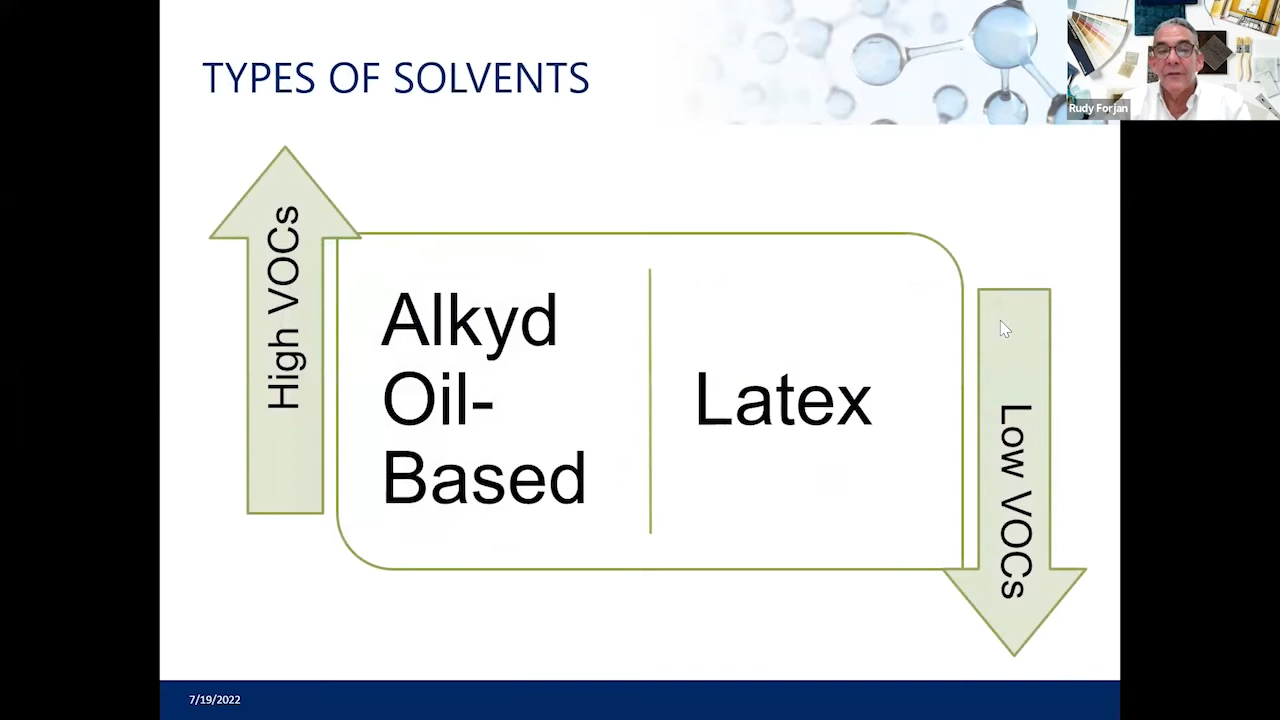 TYPES OF SOLVENTS
Rudy Forjan
High VOCs
Alkyd
Oil-
Based
Latex
Low VOCs
7/19/2022